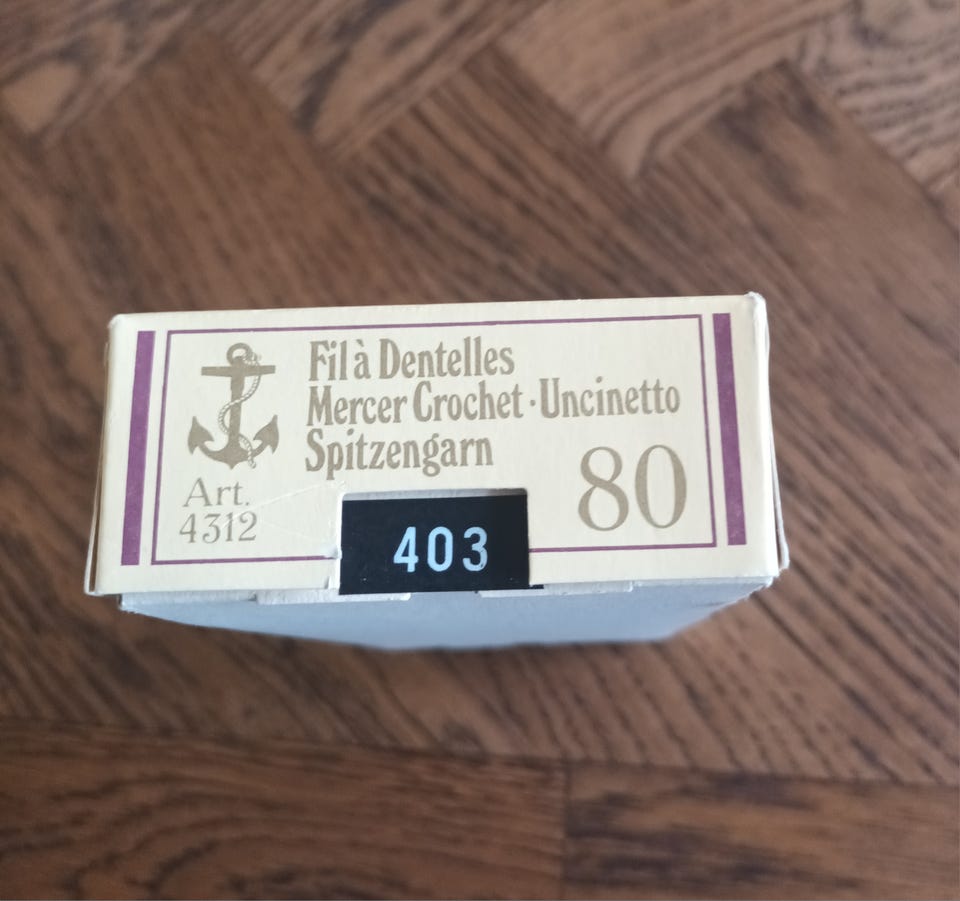 Fil à Dentelles
Mercer Crochet · Uncinetto
Spitzengarn
80
Art.
4312
403